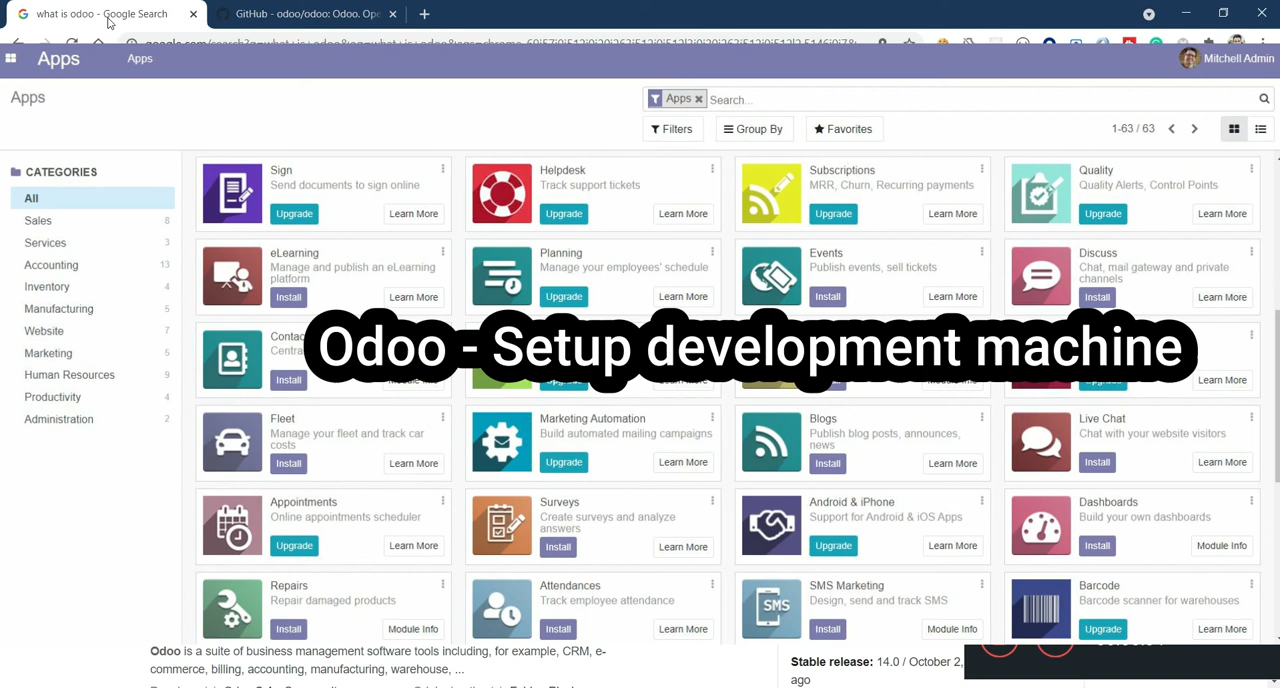 what is odoo - Google Search
GitHub - odoo/odoo: Odoo. Ope
Apps
Apps
Mitchell Admin
Apps
Apps
Search...
Filters
Group By
Favorites
1-63 / 63
CATEGORIES
All
Sales 8
Services 3
Accounting 13
Inventory 4
Manufacturing 5
Website 7
Marketing 5
Human Resources 9
Productivity 4
Administration 2
Sign
Send documents to sign online
Upgrade
Learn More
Helpdesk
Track support tickets
Upgrade
Learn More
Subscriptions
MRR, Churn, Recurring payments
Upgrade
Learn More
Quality
Quality Alerts, Control Points
Upgrade
Learn More
eLearning
Manage and publish an eLearning
platform
Install
Learn More
Planning
Manage your employees' schedule
Upgrade
Learn More
Events
Publish events, sell tickets
Install
Learn More
Discuss
Chat, mail gateway and private
channels
Install
Learn More
Odoo - Setup development machine
Install
Learn More
Fleet
Manage your fleet and track car
costs
Install
Learn More
Marketing Automation
Build automated mailing campaigns
Upgrade
Learn More
Blogs
Publish blog posts, announces,
news
Install
Learn More
Live Chat
Chat with your website visitors
Install
Learn More
Appointments
Online appointments scheduler
Upgrade
Learn More
Surveys
Create surveys and analyze
answers
Install
Learn More
Android & iPhone
Support for Android & iOS Apps
Upgrade
Learn More
Dashboards
Build your own dashboards
Install
Module Info
Repairs
Repair damaged products
Install
Module Info
Attendances
Track employee attendance
Install
Learn More
SMS Marketing
Design, send and track SMS
Install
Module Info
SMS
Barcode
Barcode scanner for warehouses
Upgrade
Learn More
Odoo is a suite of business management software tools including, for example, CRM, e-
commerce, billing, accounting, manufacturing, warehouse, ...
Stable release: 14.0 / October 2,
ago